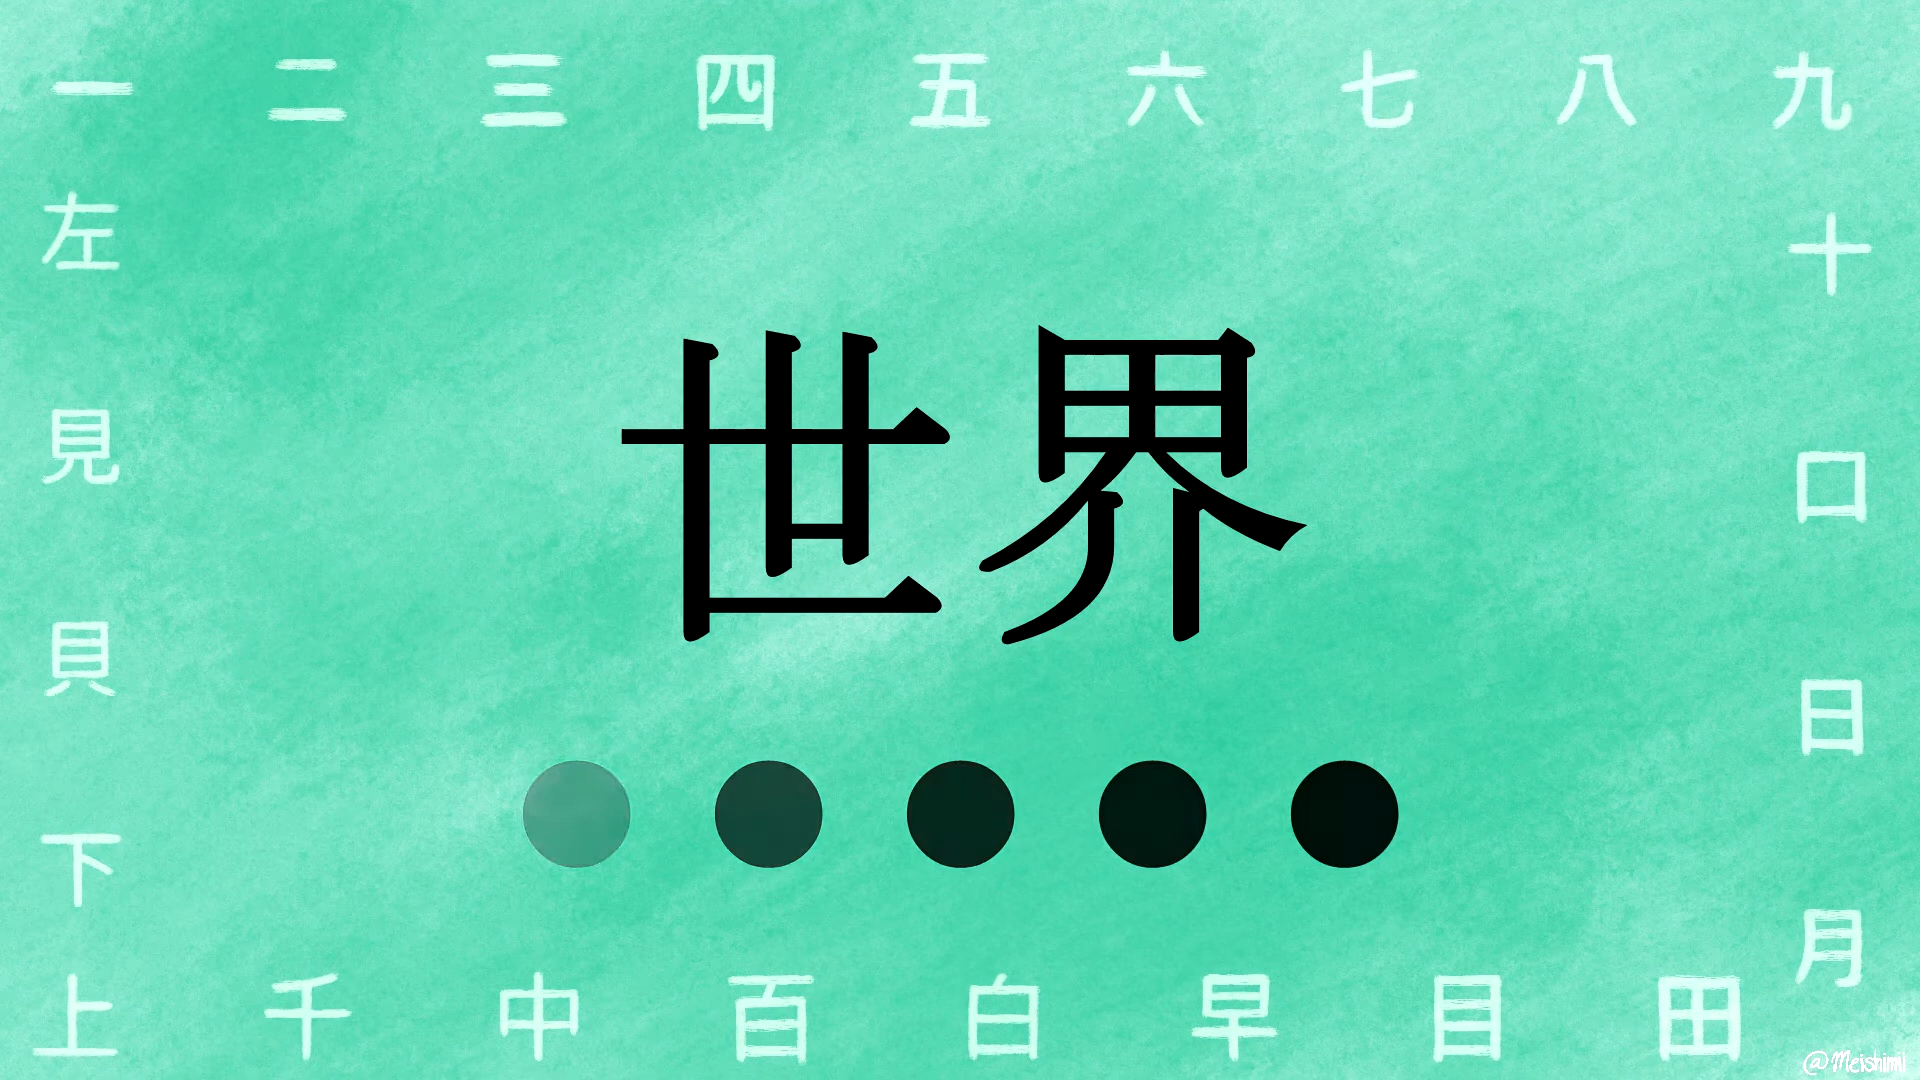 一 二 三 四 五 六 七 八 九
左 十
世界
見 口
貝 日
下 月
上 千 中 百 白 早 目 田
@Meishimi